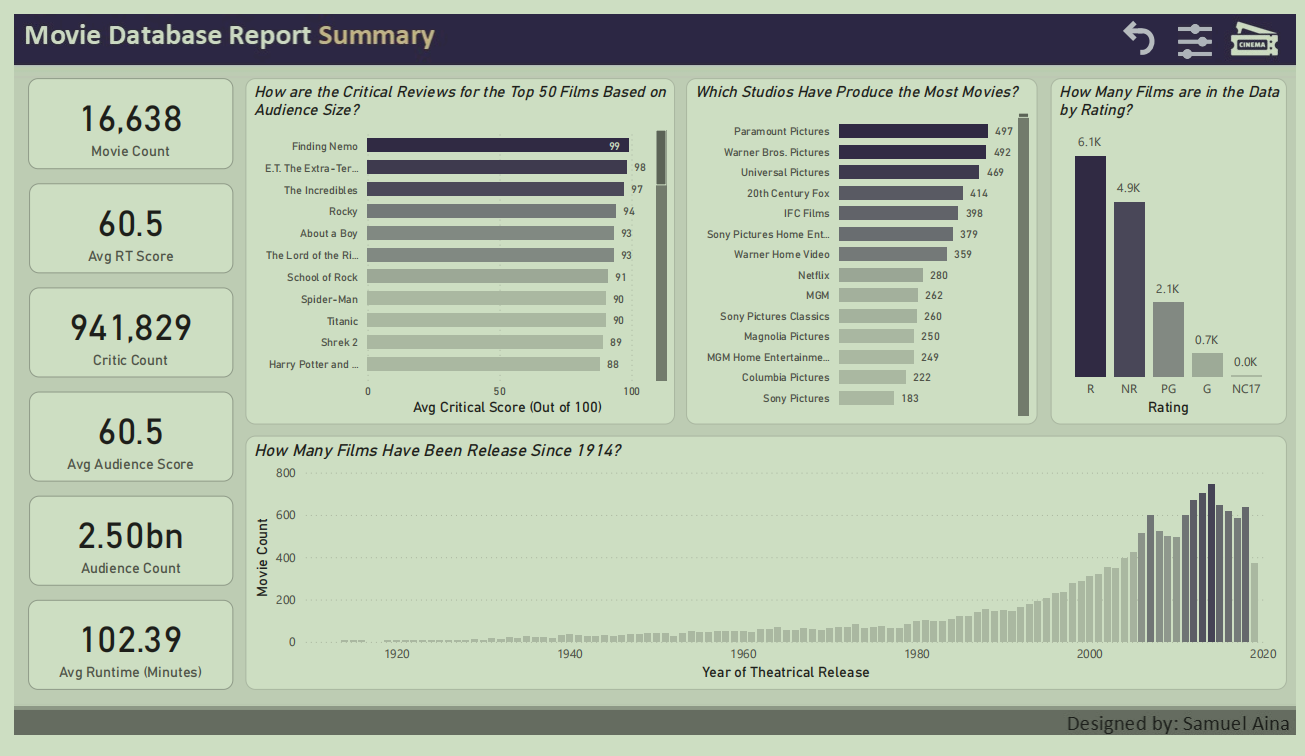 Movie Database Report Summary
CINEMA
16,638
Movie Count
60.5
Avg RT Score
941,829
Critic Count
60.5
Avg Audience Score
2.50bn
Audience Count
102.39
Avg Runtime (Minutes)
How are the Critical Reviews for the Top 50 Films Based on
Audience Size?
Finding Nemo 99
E.T. The Extra-Ter... 98
The Incredibles 97
Rocky 94
About a Boy 93
The Lord of the Ri... 93
School of Rock 91
Spider-Man 90
Titanic 90
Shrek 2 89
Harry Potter and ... 88
0 50 100
Avg Critical Score (Out of 100)
Which Studios Have Produce the Most Movies?
Paramount Pictures 497
Warner Bros. Pictures 492
Universal Pictures 469
20th Century Fox 414
IFC Films 398
Sony Pictures Home Ent... 379
Warner Home Video 359
Netflix 280
MGM 262
Sony Pictures Classics 260
Magnolia Pictures 250
MGM Home Entertainme... 249
Columbia Pictures 222
Sony Pictures 183
How Many Films are in the Data
by Rating?
6.1K
4.9K
2.1K
0.7K
0.0K
R NR PG G NC17
Rating
How Many Films Have Been Release Since 1914?
Movie Count
800
600
400
200
0
1920 1940 1960 1980 2000 2020
Year of Theatrical Release
Designed by: Samuel Aina